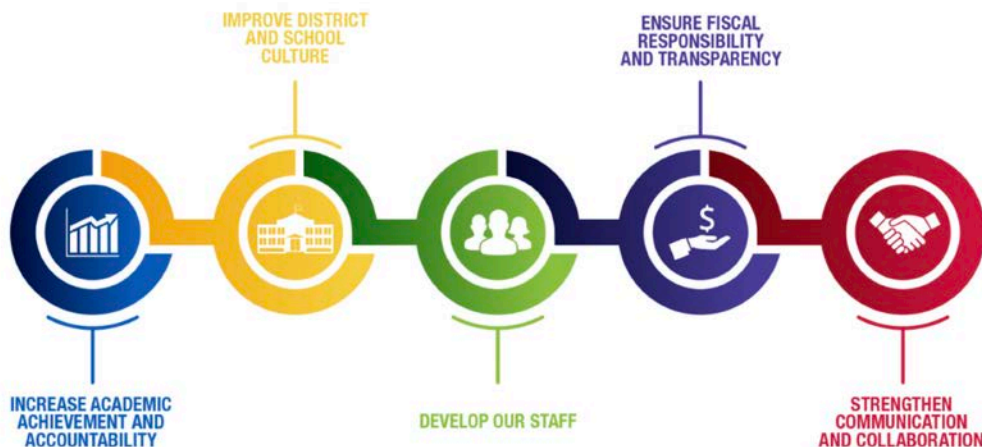 IMPROVE DISTRICT
AND SCHOOL
CULTURE
ENSURE FISCAL
RESPONSIBILITY
AND TRANSPARENCY
$
INCREASE ACADEMIC
ACHIEVEMENT AND
ACCOUNTABILITY
DEVELOP OUR STAFF
STRENGTHEN
COMMUNICATION
AND COLLABORATION